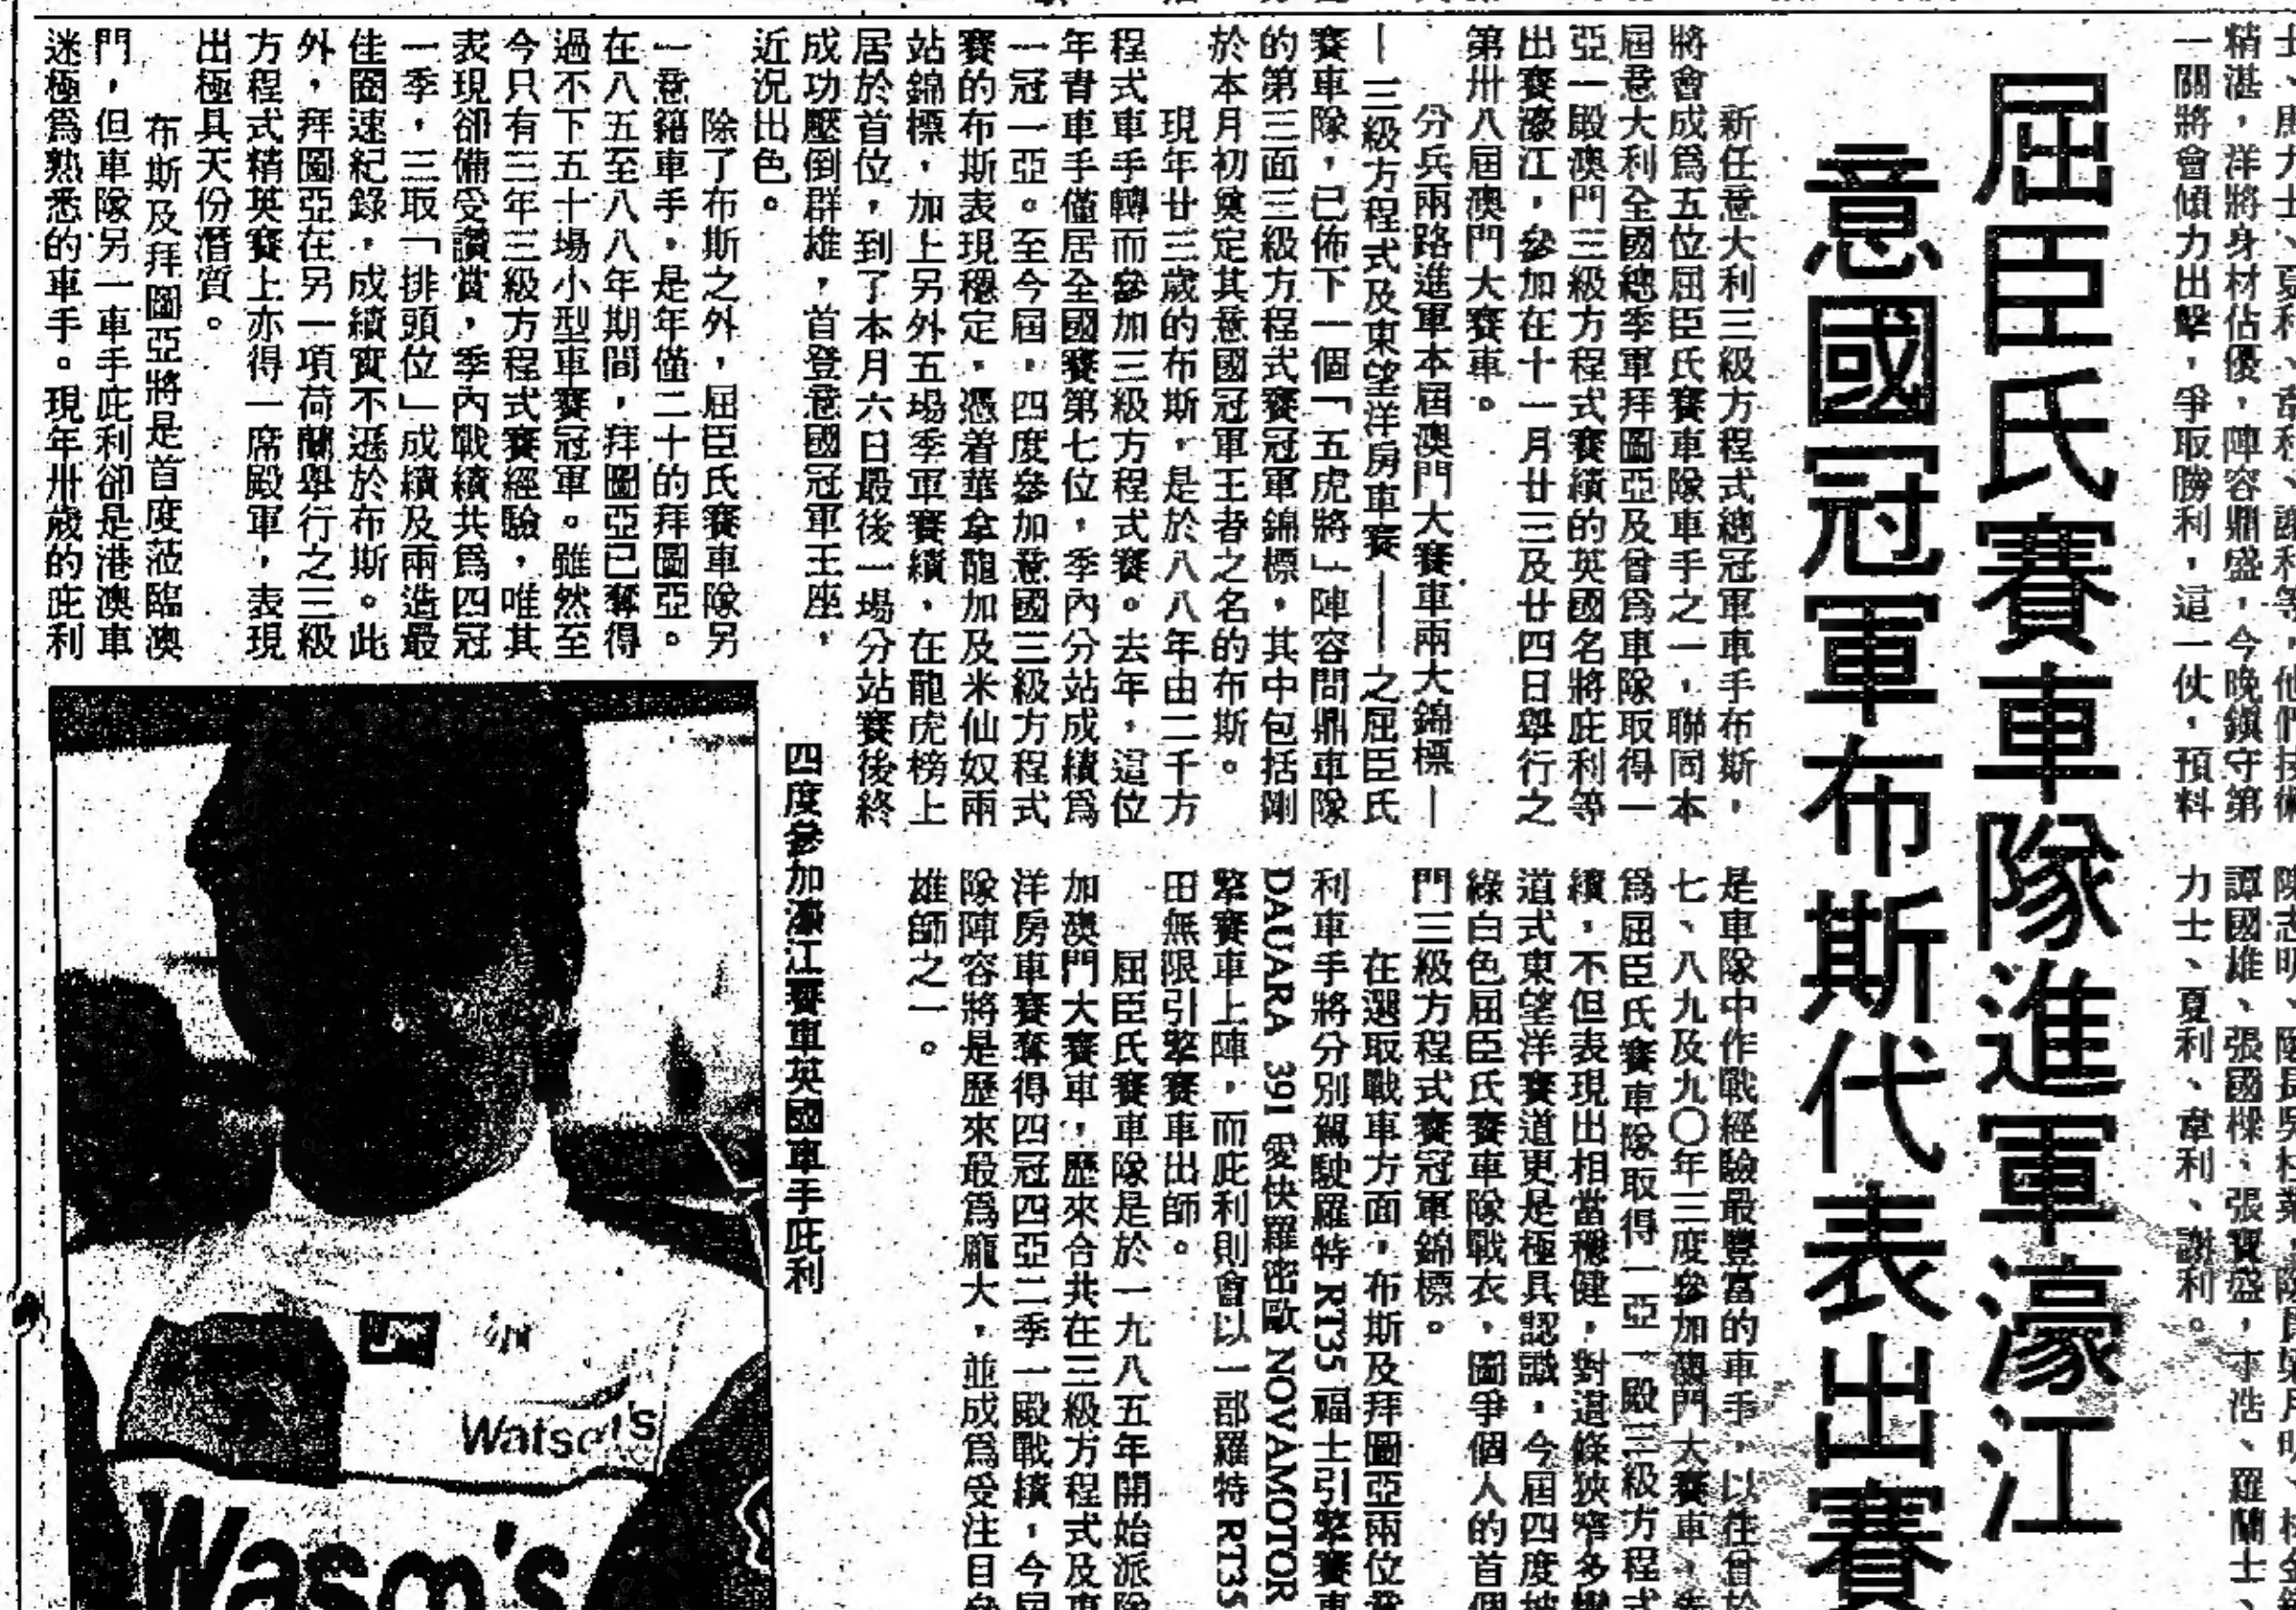 精湛，洋將身材佔優，陣容鼎盛，今晚鎮守第
一關將會傾力出擊，爭取勝利，這一仗，預料
譚國雄、張國樑、張寶盛，丁浩、羅蘭士、
力士、夏利、韋利、謝利。
屈臣氏賽車隊進軍濠江
意國冠軍布斯代表出賽
新任意大利三級方程式總冠軍車手布斯，
將會成爲五位屈臣氏賽車隊車手之一，聯同本
屆意大利全國總季軍拜圖亞及曾爲車隊取得一
亞一殿澳門三級方程式賽績的英國名將庇利等
出賽濠江，參加在十一月廿三及廿四日舉行之
第卅八屆澳門大賽車。
分兵兩路進軍本屆澳門大賽車兩大錦標—
—三級方程式及東望洋房車賽——之屈臣氏
賽車隊，已佈下一個「五虎將」陣容問鼎車隊
的第三面三級方程式賽冠軍錦標，其中包括剛
於本月初奠定其意國冠軍王者之名的布斯。
現年廿三歲的布斯，是於八八年由二千方
程式車手轉而參加三級方程式賽。去年，這位
年青車手僅居全國賽第七位，季內分站成績爲
一冠一亞。至今屆，四度參加意國三級方程式
賽的布斯表現穩定，憑着華拿龍加及米仙奴兩
站錦標，加上另外五場季軍賽績，在龍虎榜上
居於首位，到了本月六日最後一場分站賽後終
成功壓倒群雄，首登意國冠軍王座，
近況出色。
除了布斯之外，屈臣氏賽車隊另
一意籍車手，是年僅二十的拜圖亞。
在八五至八八年期間，拜圖亞已奪得
過不下五十場小型車賽冠軍。雖然至
今只有三年三級方程式賽經驗，唯其
表現卻備受讚賞，季內戰績共爲四冠
一季，三取「排頭位」成績及兩造最
佳圈速紀錄，成績實不遜於布斯。此
外，拜圖亞在另一項荷蘭舉行之三級
方程式精英賽上亦得一席殿軍，表現
出極具天份潛質。
布斯及拜圖亞將是首度蒞臨澳
門，但車隊另一車手庇利卻是港澳車
迷極爲熟悉的車手。現年卅歲的庇利
是車隊中作戰經驗最豐富的車手，以往曾於
七、八九及九〇年三度參加澳門大賽車，先
爲屈臣氏賽車隊取得一亞一殿三級方程式
績，不但表現出相當穩健，對這條狹窄多彎
道式東望洋賽道更是極具認識，今屆四度披
綠白色屈臣氏賽車隊戰衣，圖爭個人的首個
門三級方程式賽冠軍錦標。
在選取戰車方面，布斯及拜圖亞兩位意
利車手將分別駕駛羅特 RT35 福士引擎賽車
DAUARA 391 愛快羅密歐 NOVAMOTOR
擎賽車上陣，而庇利則會以一部羅特 RT35
田無限引擎賽車出師。
屈臣氏賽車隊是於一九八五年開始派隊
加澳門大賽車，歷來合共在三級方程式及東
洋房車賽奪得四冠四亞二季一殿戰績，今屆
隊陣容將是歷來最爲龐大，並成爲受注目
雄師之一。
四度參加濠江賽車英國車手庇利
Watson's